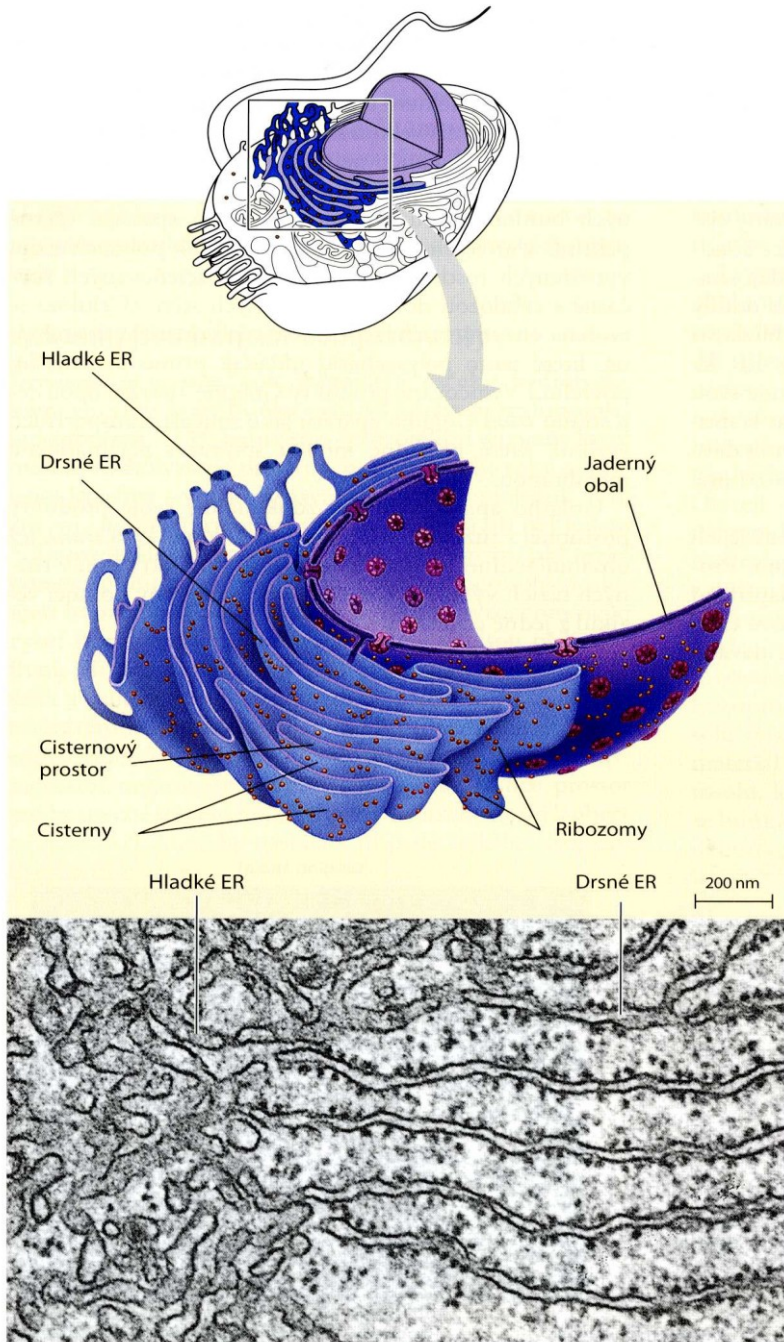 Hladké ER
Drsné ER
Jaderný
obal
Cisternový
prostor
Cisterny
Ribozomy
Hladké ER
Drsné ER
200 nm